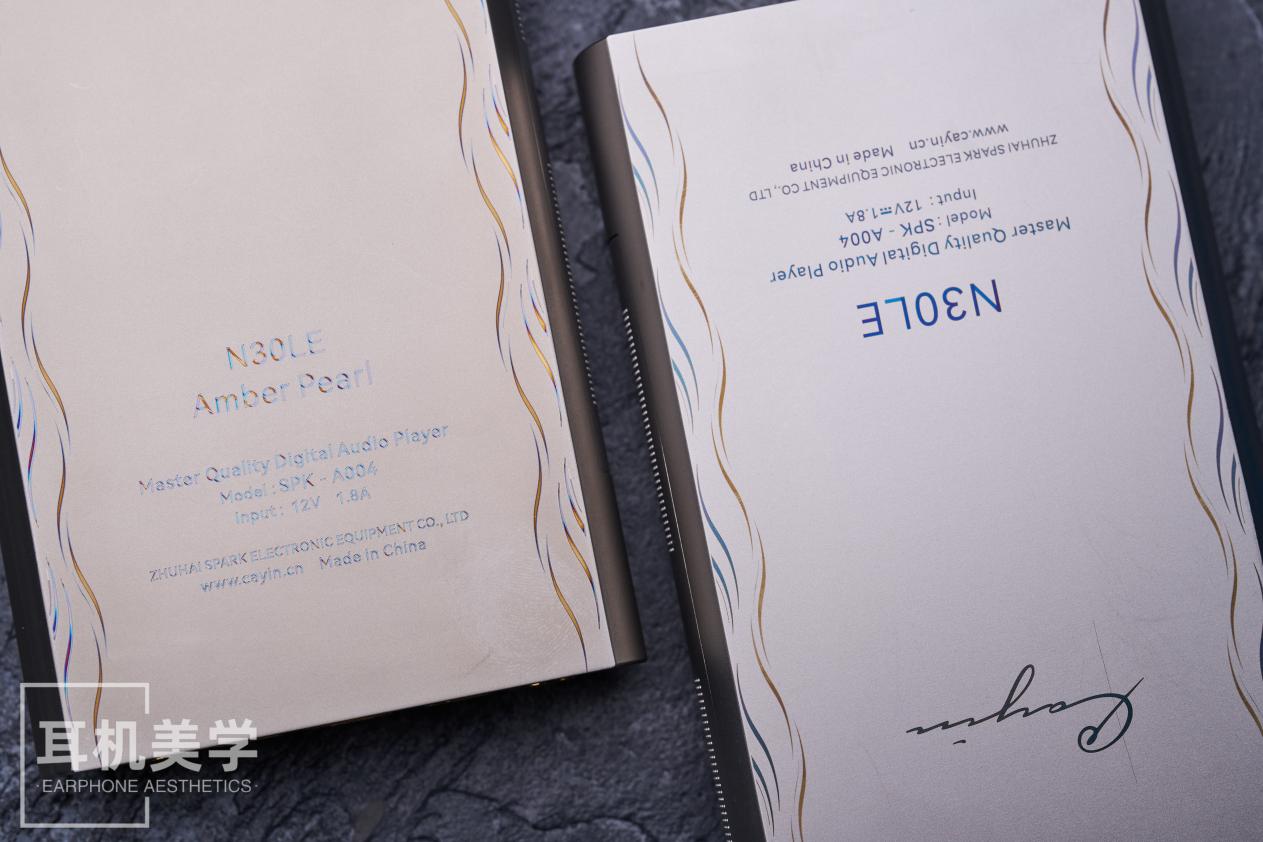 N30LE
Amber Pearl
Master Quality Digital Audio Player
Model : SPK - A004
Input : 12V 1.8A
ZHUHAI SPARK ELECTRONIC EQUIPMENT CO., LTD
www.cayin.cn Made in China
Cayin
N30LE
Master Quality Digital Audio Player
Model : SPK - A004
Input : 12V⎓1.8A
ZHUHAI SPARK ELECTRONIC EQUIPMENT CO., LTD
www.cayin.cn Made in China
耳机美学
·EARPHONE AESTHETICS·